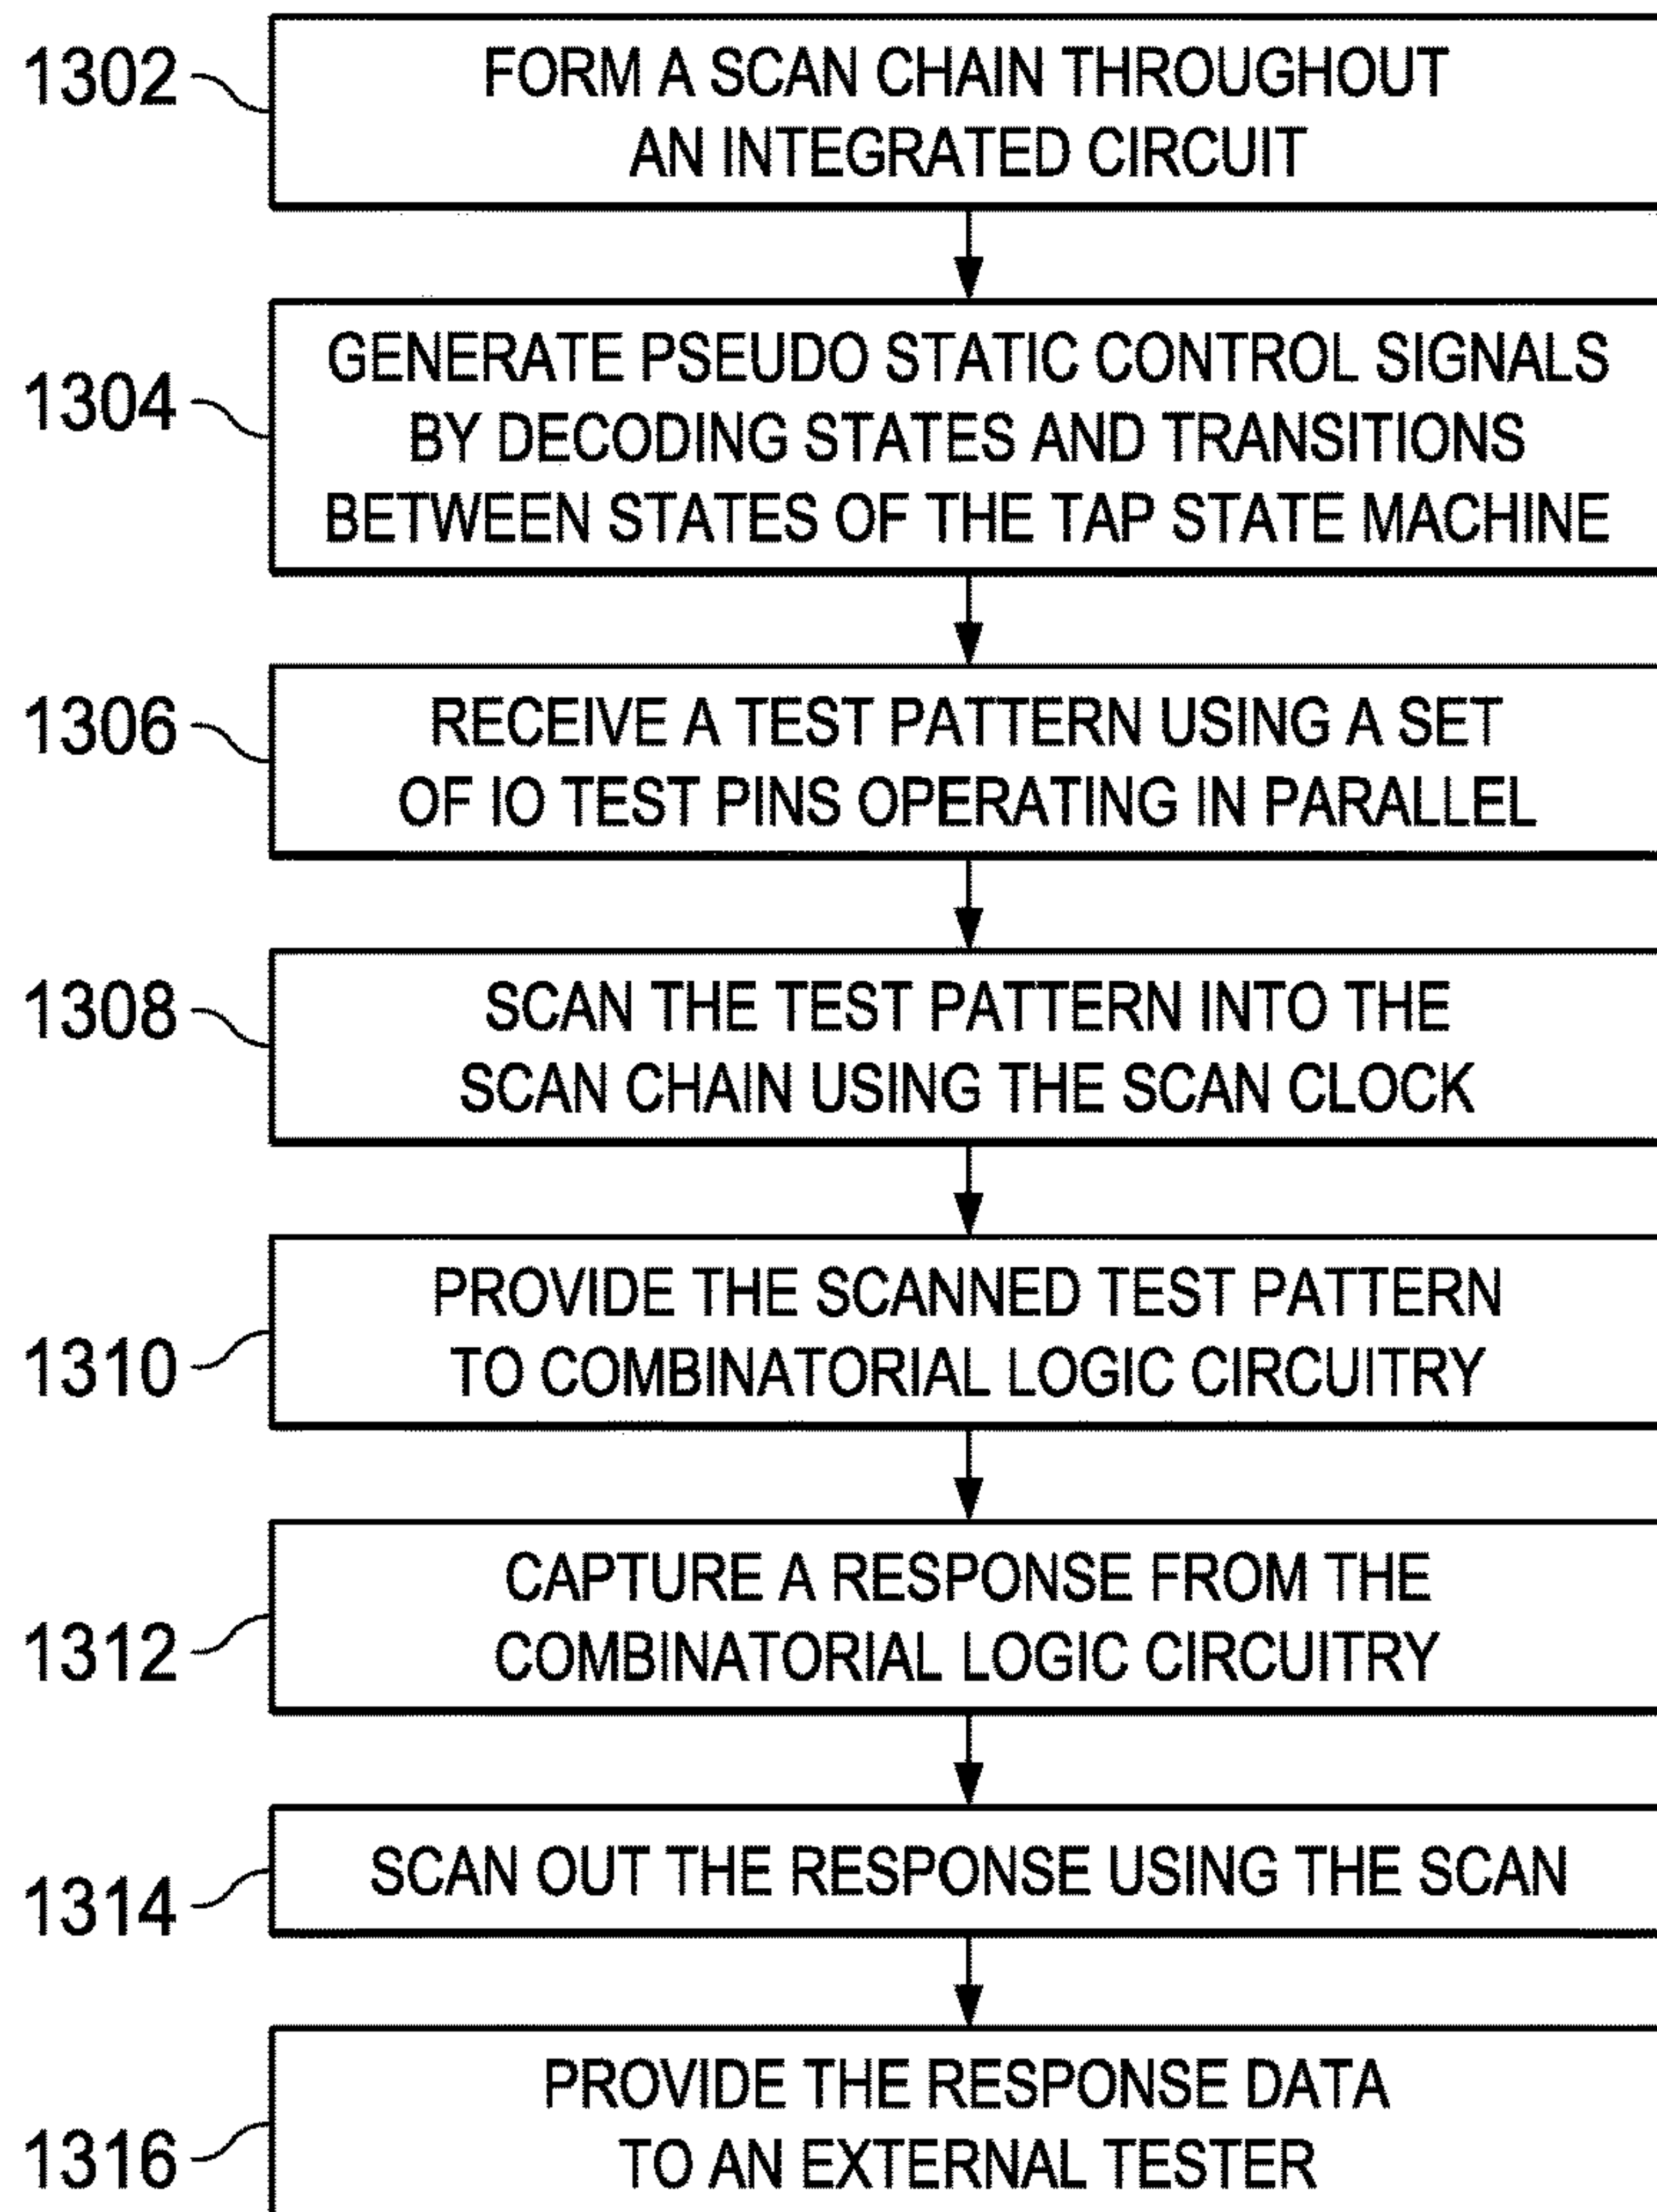 1302
FORM A SCAN CHAIN THROUGHOUT
AN INTEGRATED CIRCUIT
1304
GENERATE PSEUDO STATIC CONTROL SIGNALS
BY DECODING STATES AND TRANSITIONS
BETWEEN STATES OF THE TAP STATE MACHINE
1306
RECEIVE A TEST PATTERN USING A SET
OF IO TEST PINS OPERATING IN PARALLEL
1308
SCAN THE TEST PATTERN INTO THE
SCAN CHAIN USING THE SCAN CLOCK
1310
PROVIDE THE SCANNED TEST PATTERN
TO COMBINATORIAL LOGIC CIRCUITRY
1312
CAPTURE A RESPONSE FROM THE
COMBINATORIAL LOGIC CIRCUITRY
1314
SCAN OUT THE RESPONSE USING THE SCAN
1316
PROVIDE THE RESPONSE DATA
TO AN EXTERNAL TESTER